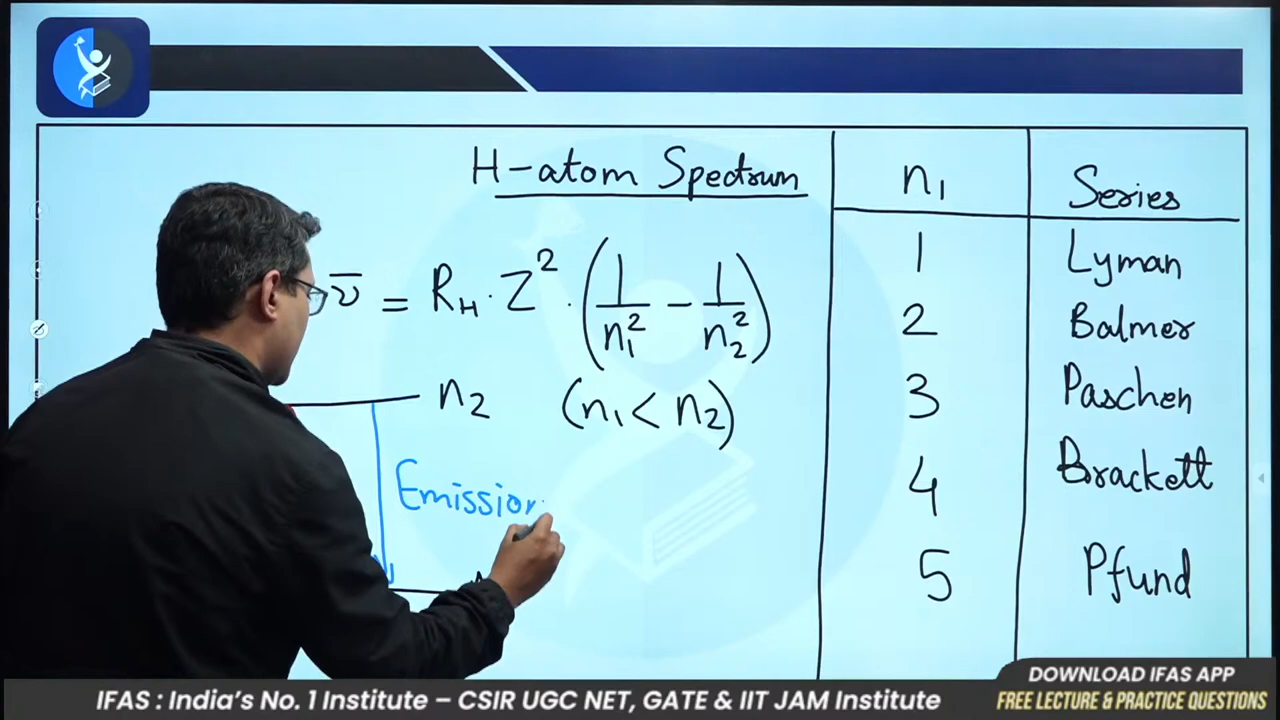 H-atom Spectrum
ν̄ = R_H · Z² · (1/n₁² − 1/n₂²)
n₂ (n₁ < n₂)
Emission
n₁ Series
1 Lyman
2 Balmer
3 Paschen
4 Brackett
5 Pfund
DOWNLOAD IFAS APP
FREE LECTURE & PRACTICE QUESTIONS
IFAS : India's No. 1 Institute – CSIR UGC NET, GATE & IIT JAM Institute